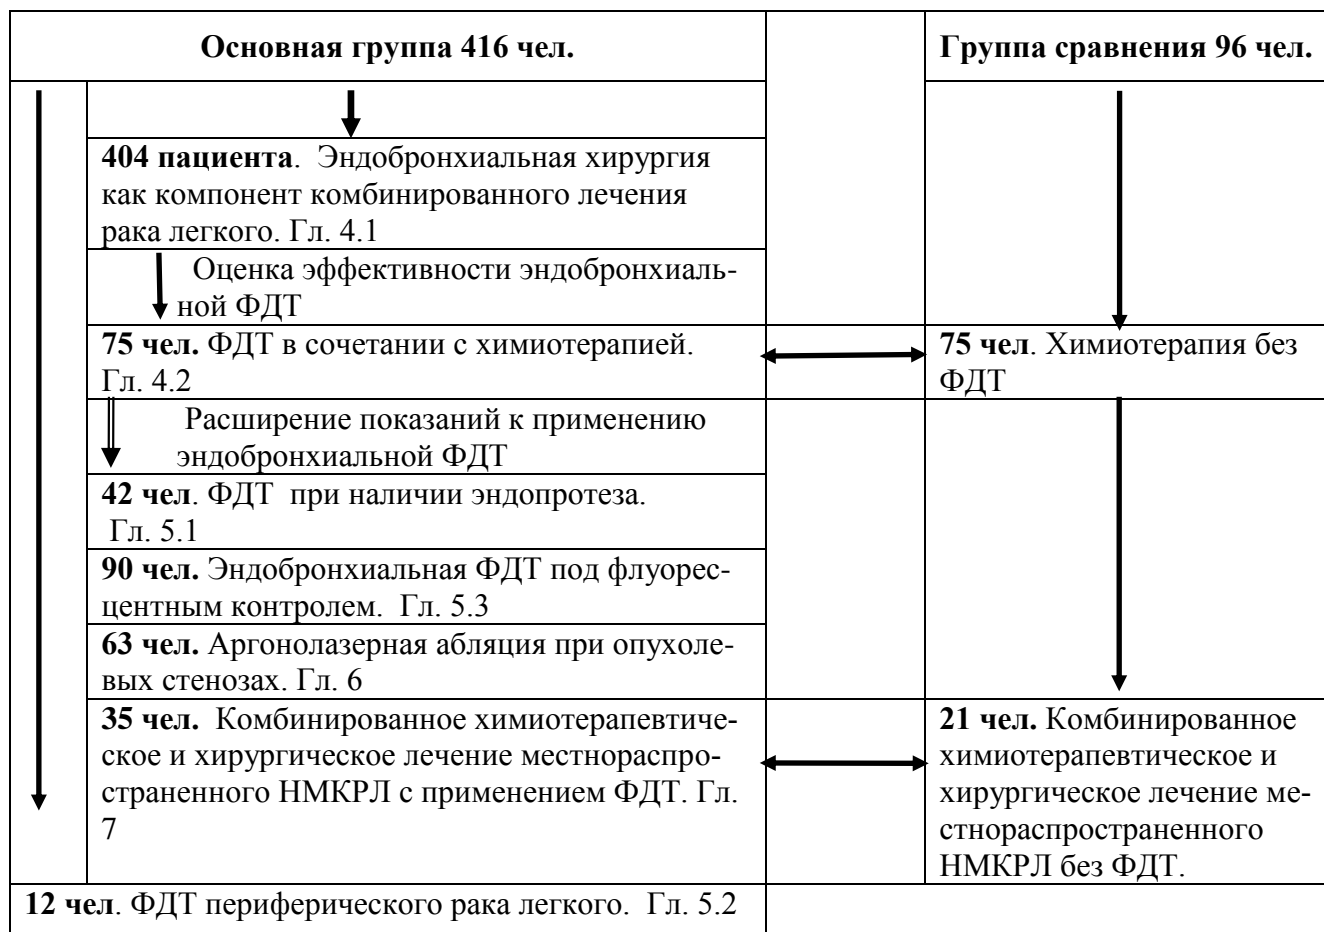 Основная группа 416 чел.
Группа сравнения 96 чел.
404 пациента. Эндобронхиальная хирургия
как компонент комбинированного лечения
рака легкого. Гл. 4.1
Оценка эффективности эндобронхиаль-
ной ФДТ
75 чел. ФДТ в сочетании с химиотерапией.
Гл. 4.2
75 чел. Химиотерапия без
ФДТ
Расширение показаний к применению
эндобронхиальной ФДТ
42 чел. ФДТ при наличии эндопротеза.
Гл. 5.1
90 чел. Эндобронхиальная ФДТ под флуорес-
центным контролем. Гл. 5.3
63 чел. Аргонолазерная абляция при опухоле-
вых стенозах. Гл. 6
35 чел. Комбинированное химиотерапевтиче-
ское и хирургическое лечение местнораспро-
страненного НМКРЛ с применением ФДТ. Гл.
7
21 чел. Комбинированное
химиотерапевтическое и
хирургическое лечение ме-
стнораспространенного
НМКРЛ без ФДТ.
12 чел. ФДТ периферического рака легкого. Гл. 5.2